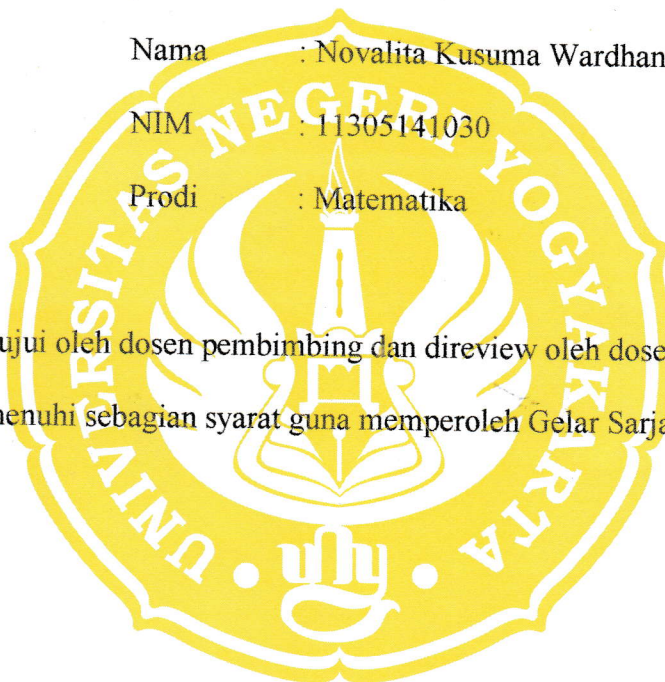 Nama : Novalita Kusuma Wardhan
NIM : 11305141030
Prodi : Matematika
ujui oleh dosen pembimbing dan direview oleh dose
nenuhi sebagian syarat guna memperoleh Gelar Sarja
UNIVERSITAS NEGERI YOGYAKARTA
uny